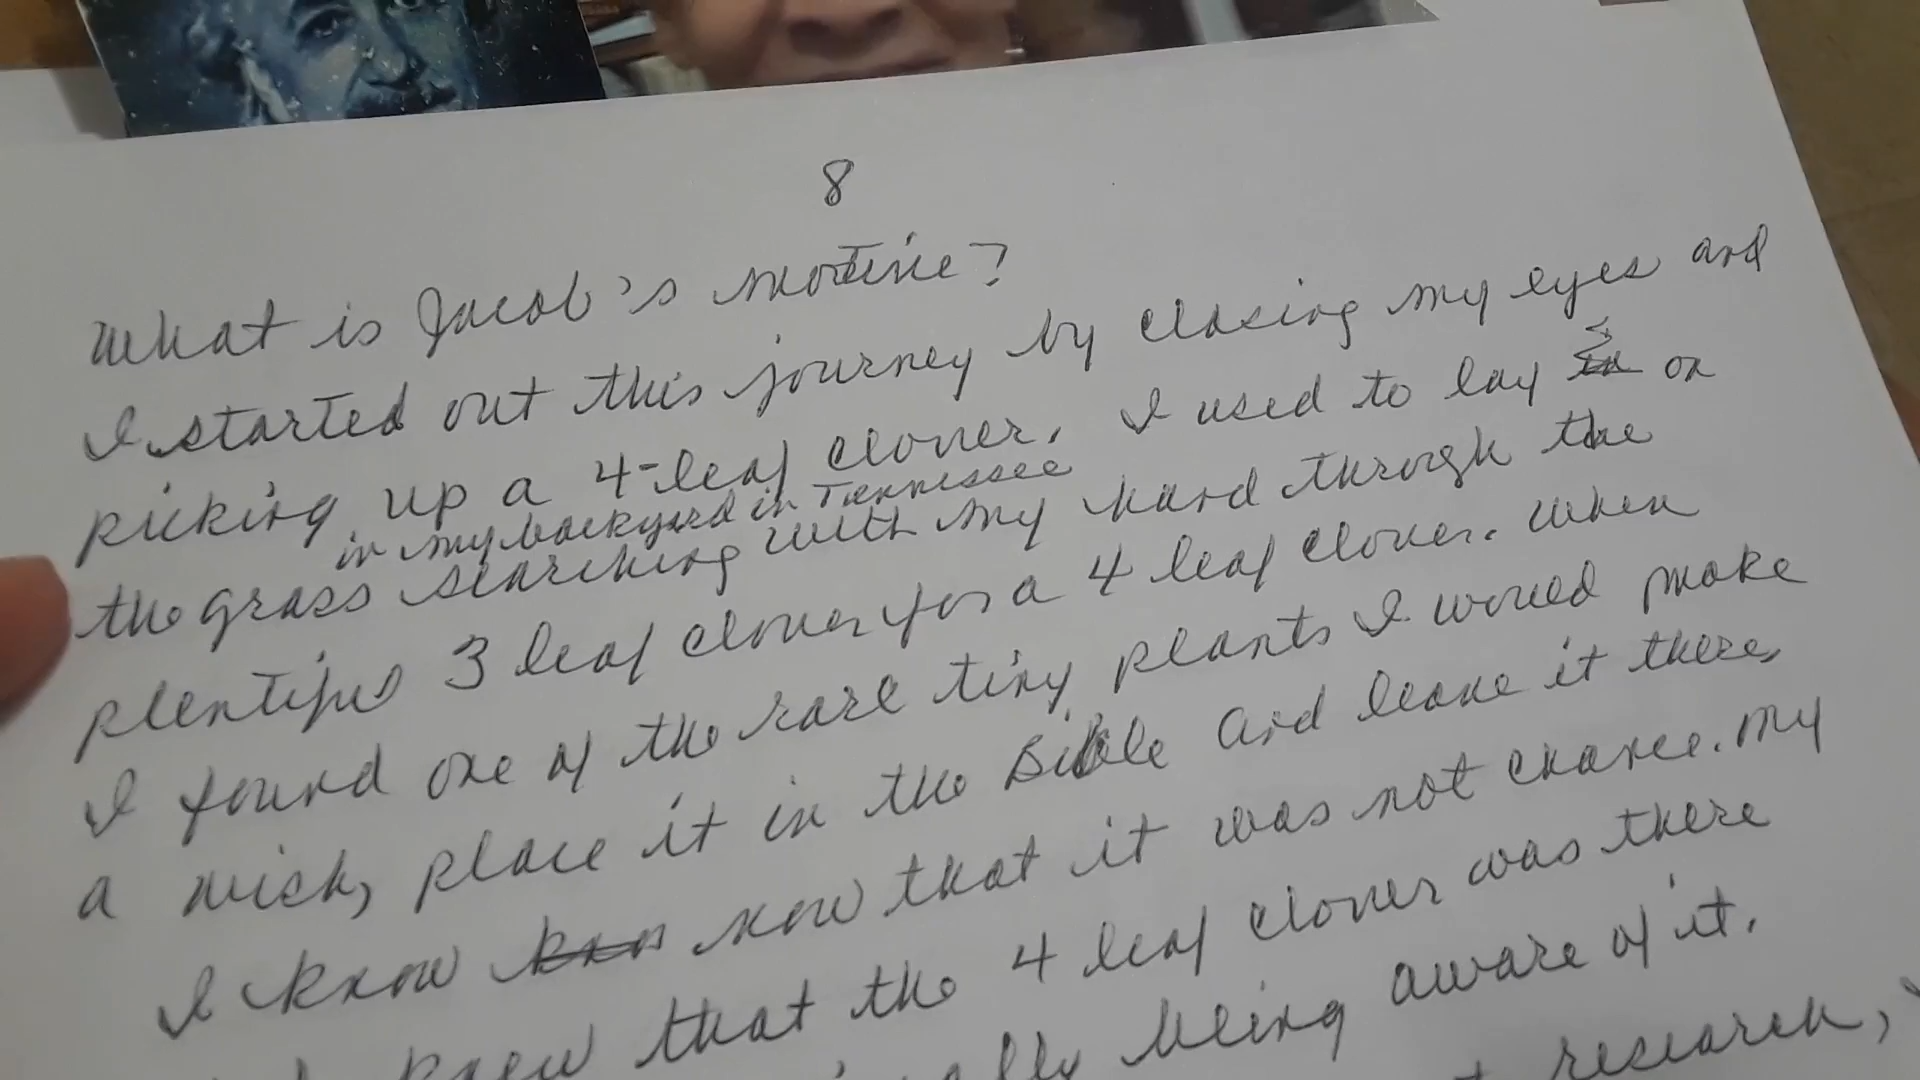 8
What is Jacob's motive?
I started out this journey by closing my eyes and
picking up a 4-leaf clover. I used to lay in on
in my backyard in Tennessee
the grass searching with my hand through the
plentiful 3 leaf clover for a 4 leaf clover. When
I found one of the rare tiny plants I would make
a wish, place it in the Bible and leave it there.
I know now that it was not chance. My
knew that the 4 leaf clover was there
being aware of it.
research,